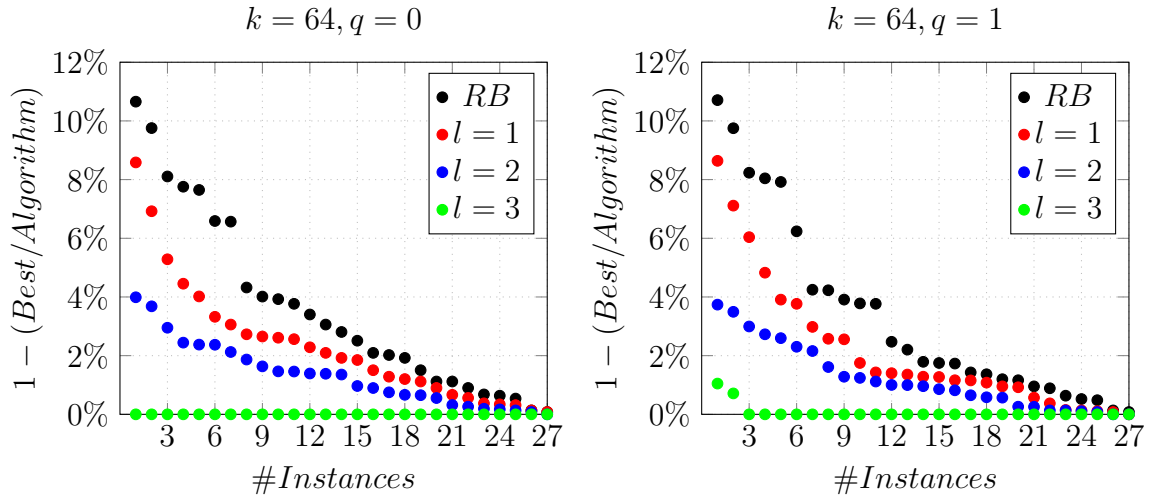 k = 64, q = 0
12%
10%
8%
6%
4%
2%
0%
1 − (Best/Algorithm)
RB
l = 1
l = 2
l = 3
3 6 9 12 15 18 21 24 27
#Instances
k = 64, q = 1
12%
10%
8%
6%
4%
2%
0%
1 − (Best/Algorithm)
RB
l = 1
l = 2
l = 3
3 6 9 12 15 18 21 24 27
#Instances